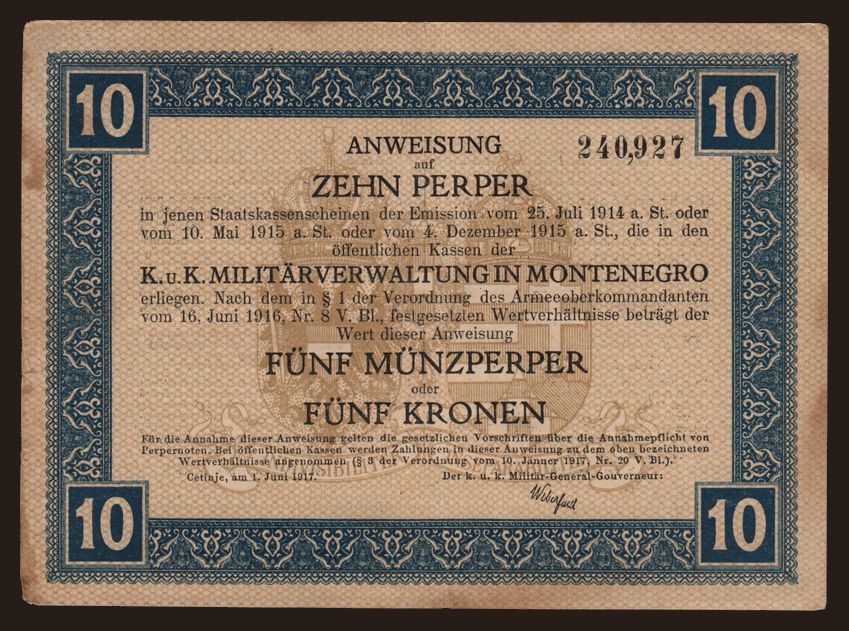 10 10
ANWEISUNG 240,927
auf
ZEHN PERPER
in jenen Staatskassenscheinen der Emission vom 25. Juli 1914 a. St. oder
vom 10. Mai 1915 a. St. oder vom 4. Dezember 1915 a. St., die in den
öffentlichen Kassen der
K.U.K. MILITÄRVERWALTUNG IN MONTENEGRO
erliegen. Nach dem in § 1 der Verordnung des Armeeoberkommandanten
vom 16. Juni 1916, Nr. 8 V. Bl., festgesetzten Wertverhältnisse beträgt der
Wert dieser Anweisung
FÜNF MÜNZPERPER
oder
FÜNF KRONEN
Für die Annahme dieser Anweisung gelten die gesetzlichen Vorschriften über die Annahmepflicht von
Perpernoten. Bei öffentlichen Kassen werden Zahlungen in dieser Anweisung zu dem oben bezeichneten
Wertverhältnisse angenommen (§ 3 der Verordnung vom 10. Jänner 1917, Nr. 20 V. Bl.).
Cetinje, am 1. Juni 1917. Der k. u. k. Militär-General-Gouverneur:
10 10